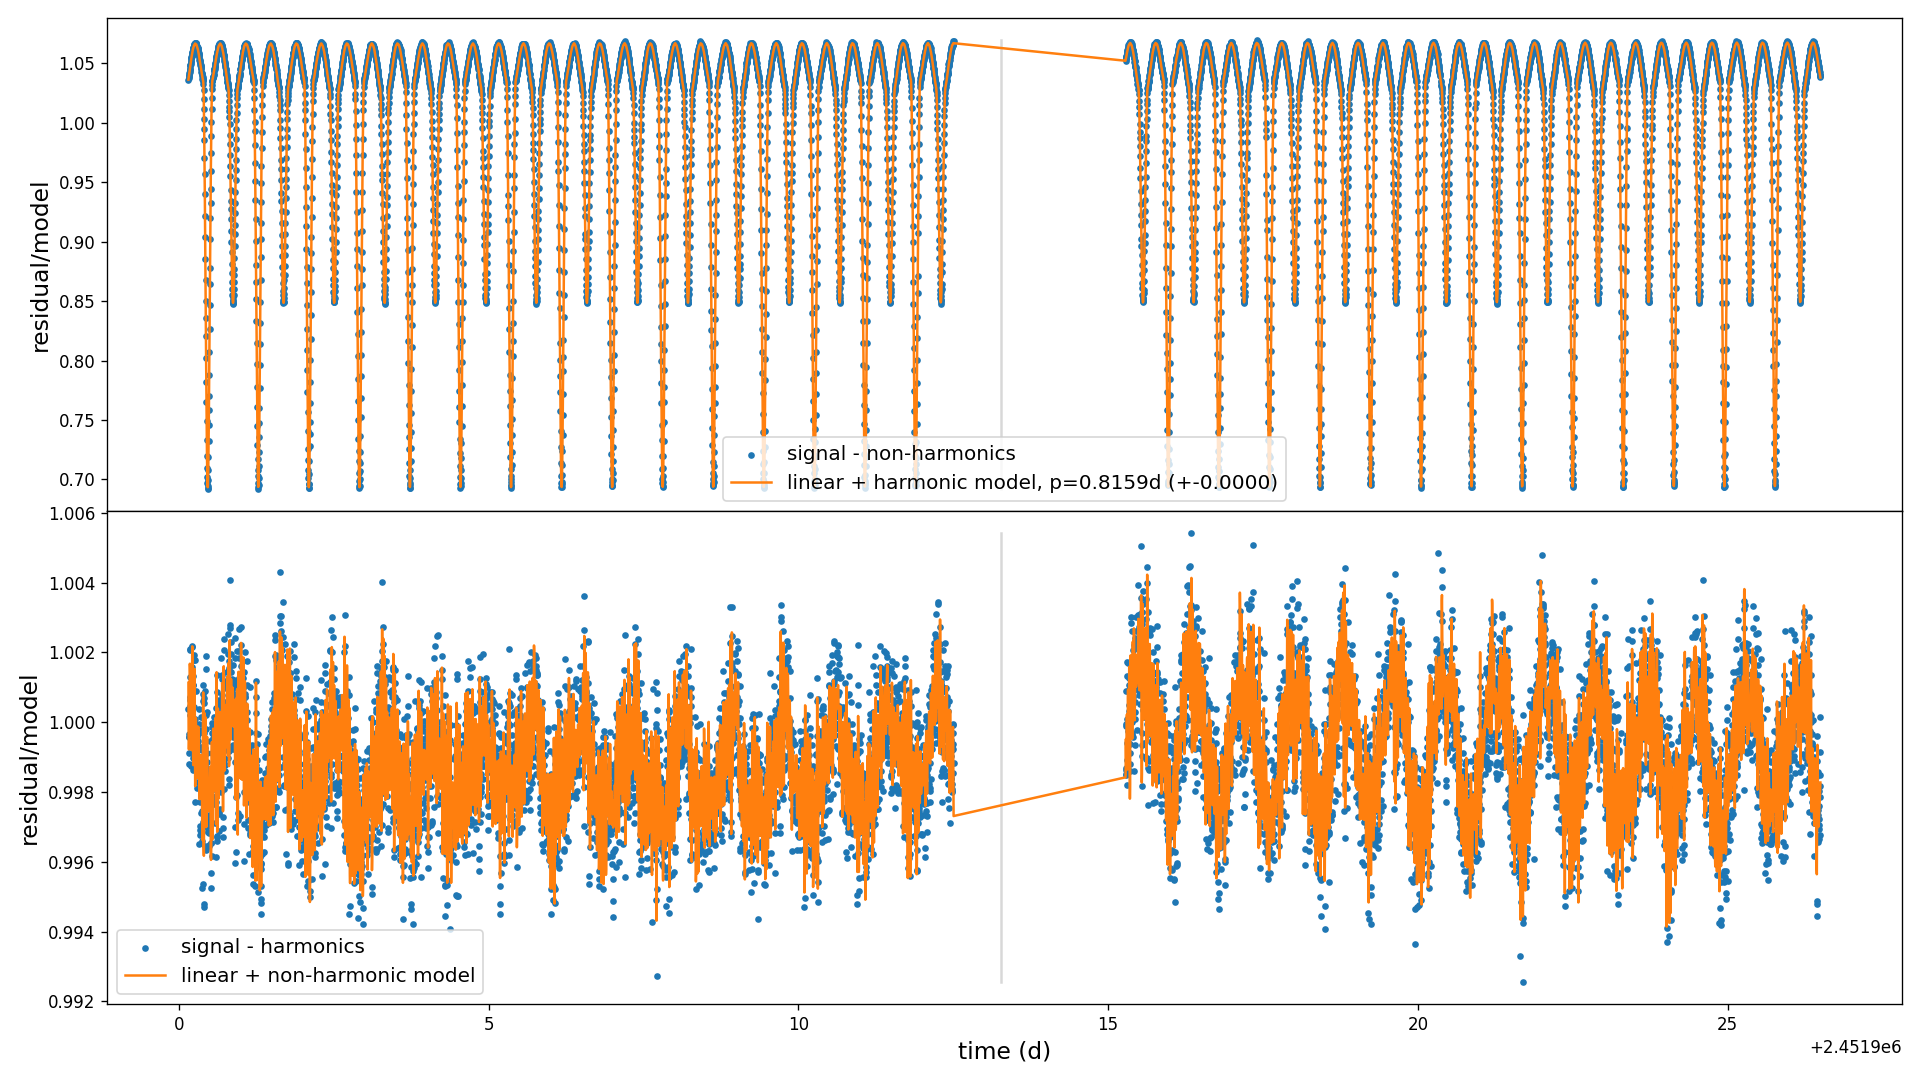 residual/model
1.05
1.00
0.95
0.90
0.85
0.80
0.75
0.70
signal - non-harmonics
linear + harmonic model, p=0.8159d (+-0.0000)
residual/model
1.006
1.004
1.002
1.000
0.998
0.996
0.994
0.992
signal - harmonics
linear + non-harmonic model
0
5
10
15
20
25
time (d)
+2.4519e6